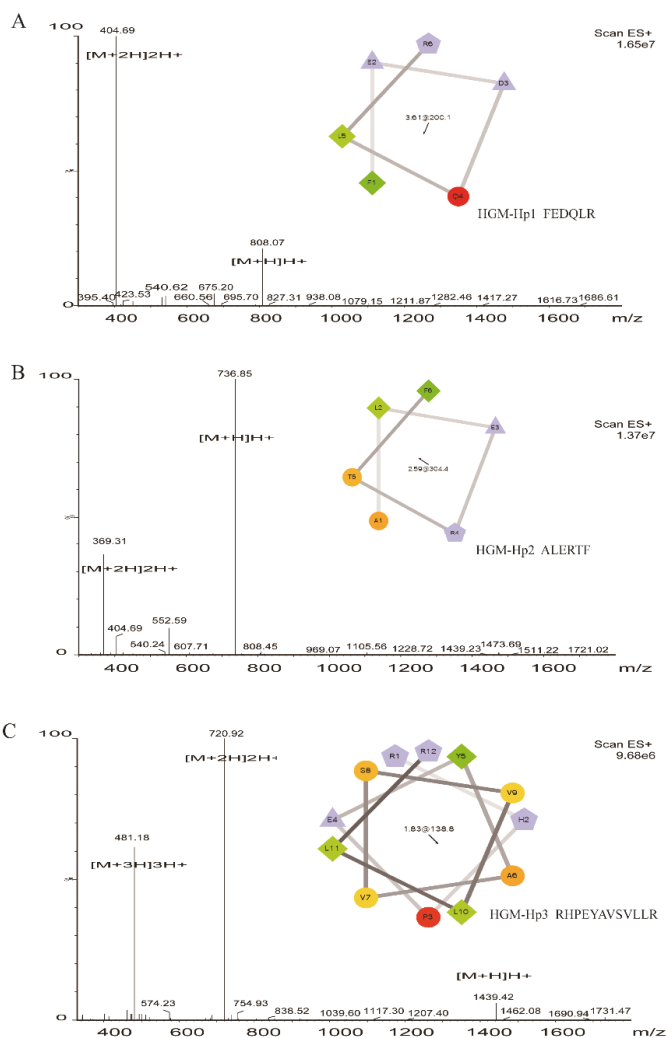 A
404.69
[M+2H]2H+
Scan ES+
1.65e7
100
R6
E2
D3
3.61@200.1
L5
F1
Q4
HGM-Hp1 FEDQLR
[M+H]H+
808.07
540.62
675.20
395.40
423.53
660.56
695.70
827.31
938.08
1079.15
1211.87
1282.46
1417.27
1616.73
1686.61
0
400 600 800 1000 1200 1400 1600 m/z
B
100
736.85
Scan ES+
1.37e7
[M+H]H+
F6
L2
E3
2.59@304.4
T5
A1
R4
HGM-Hp2 ALERTF
369.31
[M+2H]2H+
552.59
404.69
540.24
607.71
808.45
969.07
1105.56
1228.72
1439.23
1473.69
1511.22
1721.02
0
400 600 800 1000 1200 1400 1600 m/z
C
100
720.92
Scan ES+
9.68e6
[M+2H]2H+
R1
R12
Y5
S8
V9
E4
H2
1.83@138.8
L11
A6
V7
P3
L10
HGM-Hp3 RHPEYAVSVLLR
481.18
[M+3H]3H+
[M+H]H+
1439.42
574.23
754.93
838.52
1039.60
1117.30
1207.40
1462.08
1690.94
1731.47
0
400 600 800 1000 1200 1400 1600 m/z